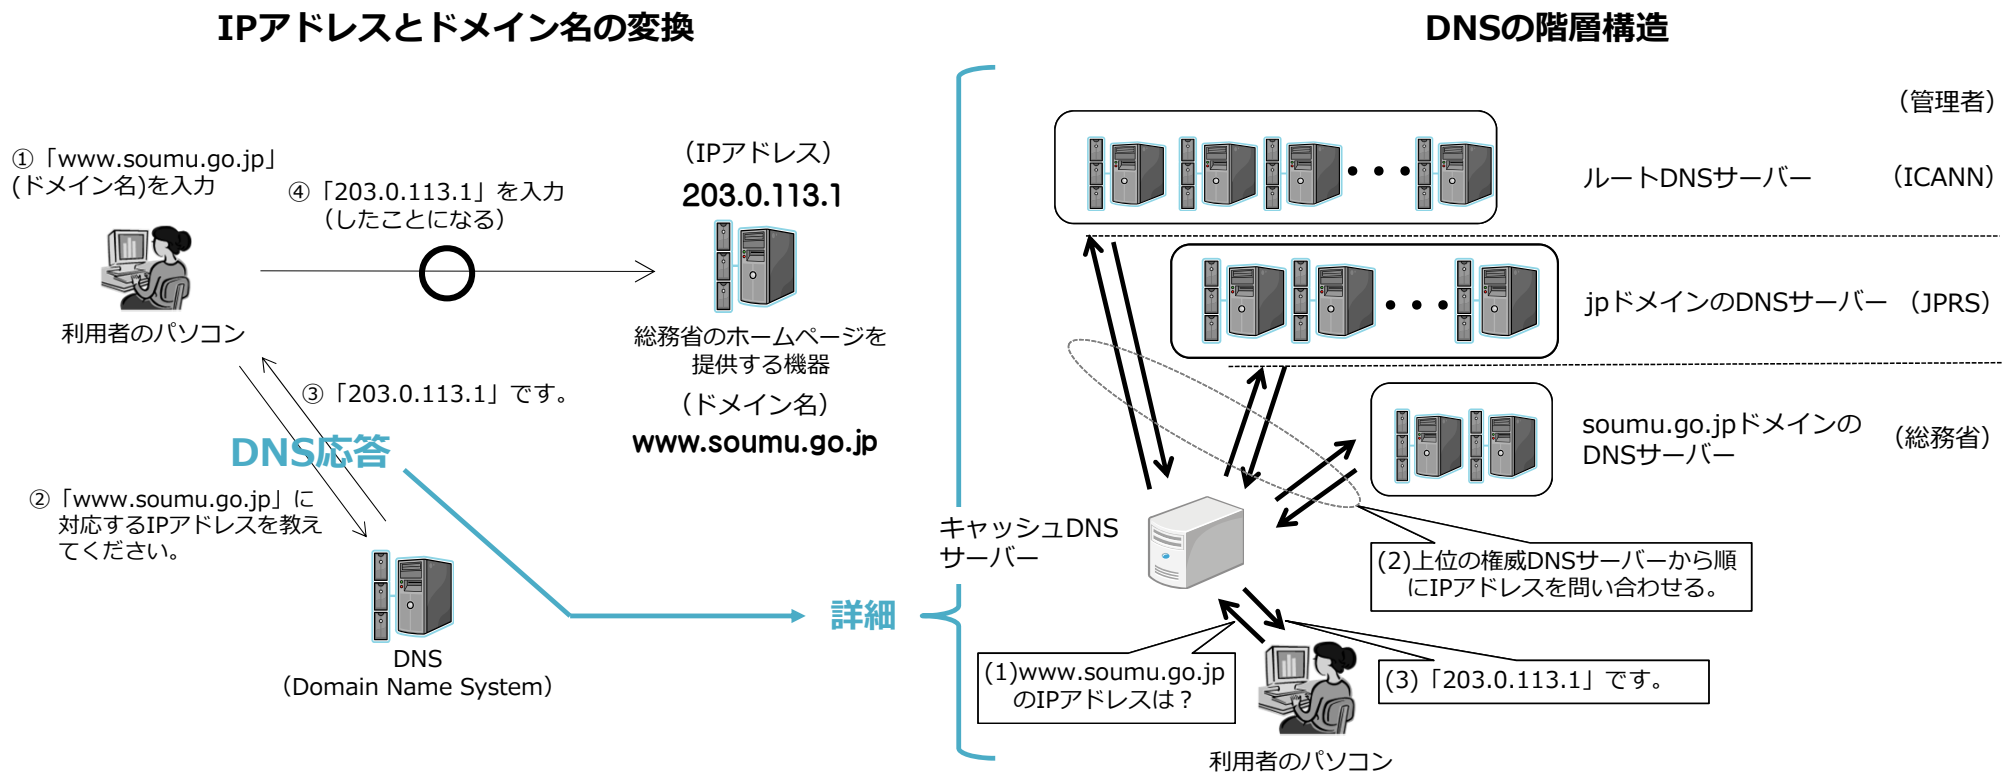 IPアドレスとドメイン名の変換
①「www.soumu.go.jp」
(ドメイン名)を入力
④「203.0.113.1」を入力
（したことになる）
（IPアドレス）
203.0.113.1
利用者のパソコン
総務省のホームページを
提供する機器
（ドメイン名）
www.soumu.go.jp
③「203.0.113.1」です。
DNS応答
②「www.soumu.go.jp」に
対応するIPアドレスを教え
てください。
DNS
（Domain Name System）
詳細
DNSの階層構造
（管理者）
ルートDNSサーバー
（ICANN）
jpドメインのDNSサーバー
（JPRS）
soumu.go.jpドメインの
DNSサーバー
（総務省）
キャッシュDNS
サーバー
(2)上位の権威DNSサーバーから順
にIPアドレスを問い合わせる。
(1)www.soumu.go.jp
のIPアドレスは？
(3)「203.0.113.1」です。
利用者のパソコン